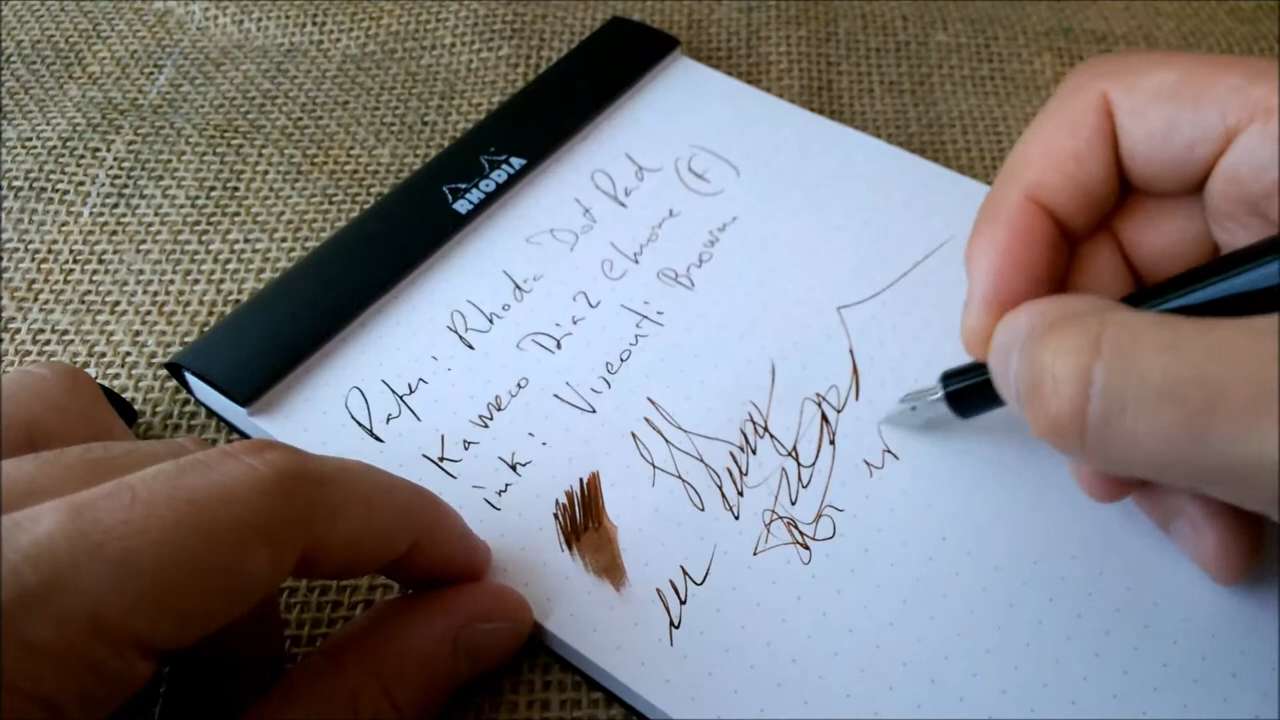 RHODIA
Paper: Rhodia Dot Pad
Kaweco Dia2 Chrome (F)
ink: Visconti Brown